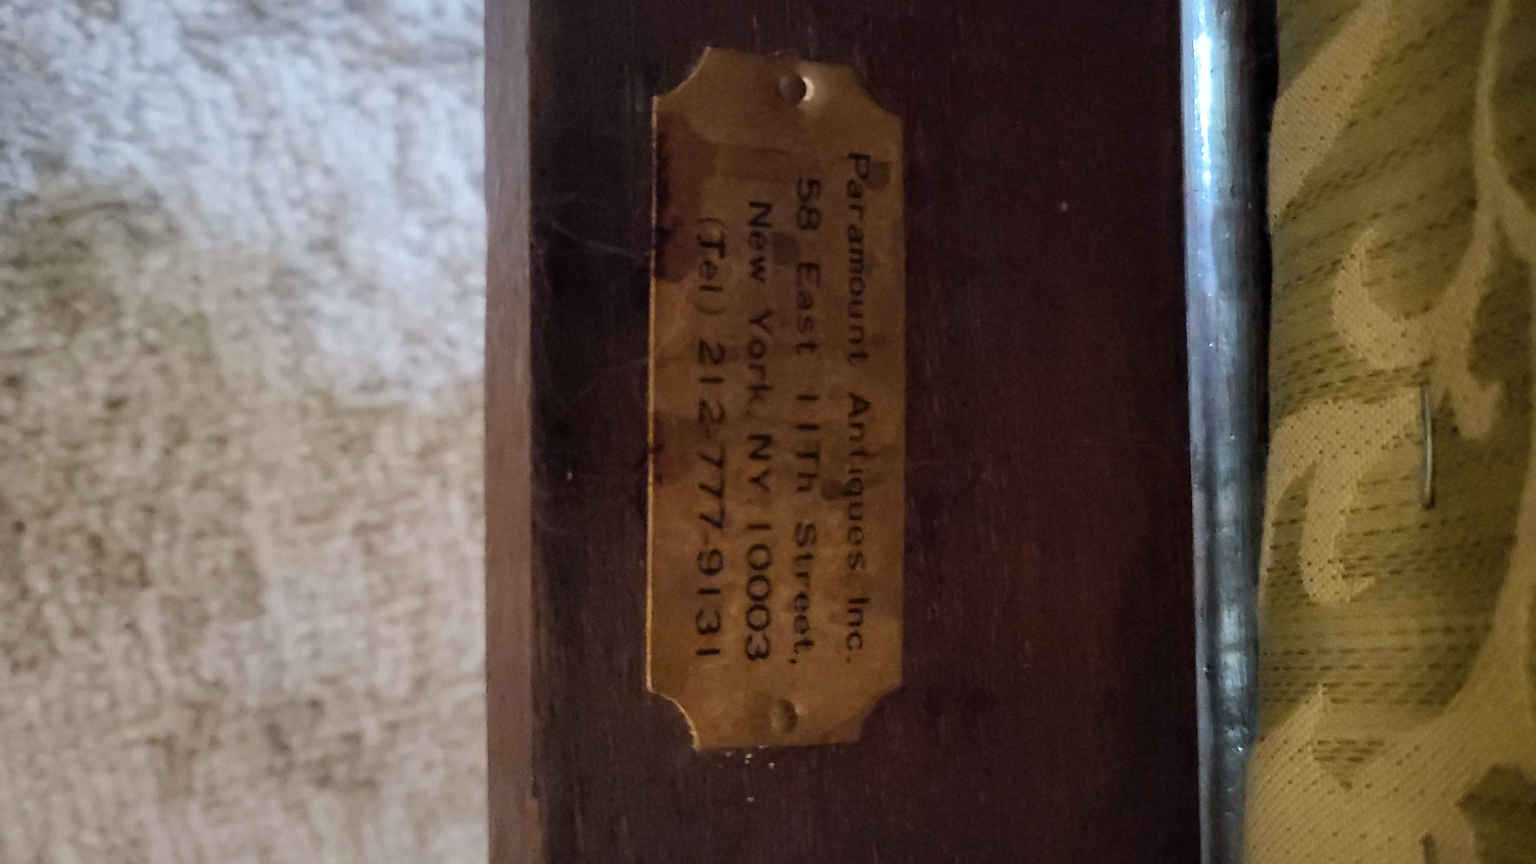 Paramount Antiques Inc.
58 East 11Th Street,
New York, NY, 10003
(Tel) 212-777-9131